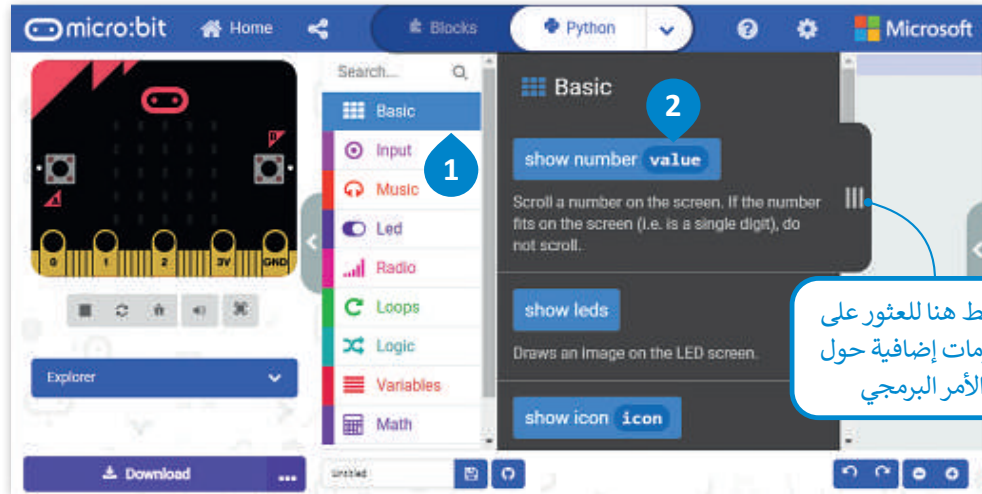 micro:bit Home Blocks Python Microsoft
Search...
Basic
Input
Music
Led
Radio
Loops
Logic
Variables
Math
1
A
B
0 1 2 3V GND
Explorer
Download ...
Untitled
Basic
2
show number value
Scroll a number on the screen. If the number
fits on the screen (i.e. is a single digit), do
not scroll.
show leds
Draws an image on the LED screen.
show icon icon
هنا للعثور على
إضافية حول
الأمر البرمجي